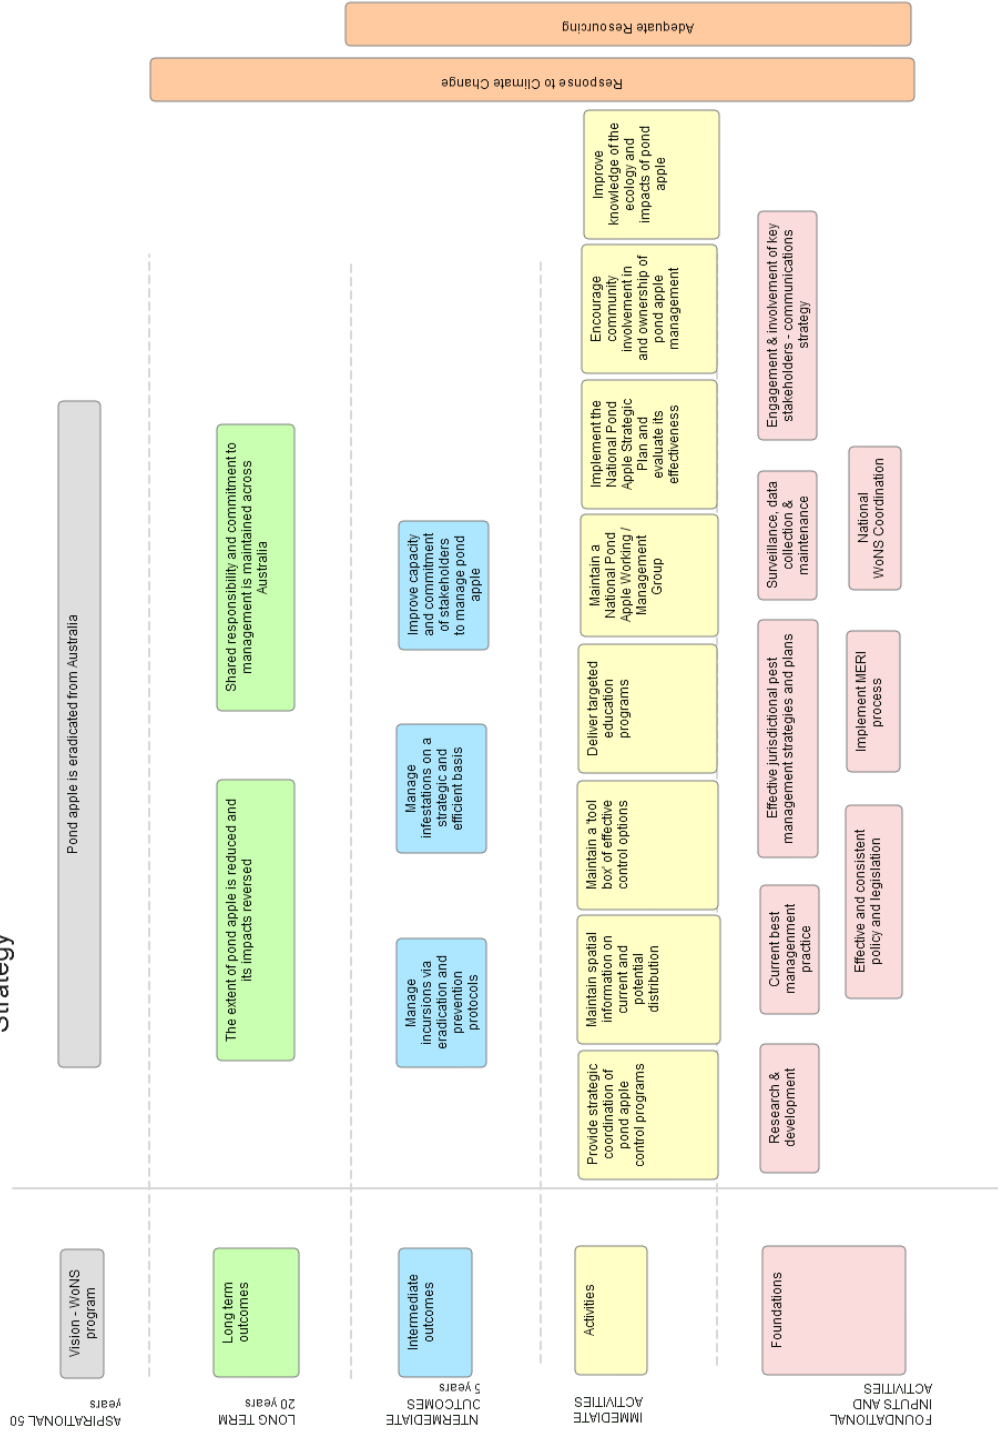 Strategy
ASPIRATIONAL 50
years
Vision - WoNS
program
Pond apple is eradicated from Australia
LONG TERM
20 years
Long term
outcomes
The extent of pond apple is reduced and
its impacts reversed
Shared responsibility and commitment to
management is maintained across
Australia
INTERMEDIATE
OUTCOMES
5 years
Intermediate
outcomes
Manage
incursions via
eradication and
prevention
protocols
Manage
infestations on a
strategic and
efficient basis
Improve capacity
and commitment
of stakeholders
to manage pond
apple
IMMEDIATE
ACTIVITIES
Activities
Provide strategic
coordination of
pond apple
control programs
Maintain spatial
information on
current and
potential
distribution
Maintain a 'tool
box' of effective
control options
Deliver targeted
education
programs
Maintain a
National Pond
Apple Working /
Management
Group
Implement the
National Pond
Apple Strategic
Plan and
evaluate its
effectiveness
Encourage
community
involvement in
and ownership of
pond apple
management
Improve
knowledge of the
ecology and
impacts of pond
apple
FOUNDATIONAL
INPUTS AND
ACTIVITIES
Foundations
Research &
development
Current best
managenment
practice
Effective jurisdictional pest
management strategies and plans
Surveillance, data
collection &
maintenance
Engagement & involvement of key
stakeholders - communications
strategy
Effective and consistent
policy and legislation
Implement MERI
process
National
WoNS Coordination
Response to Climate Change
Adequate Resourcing